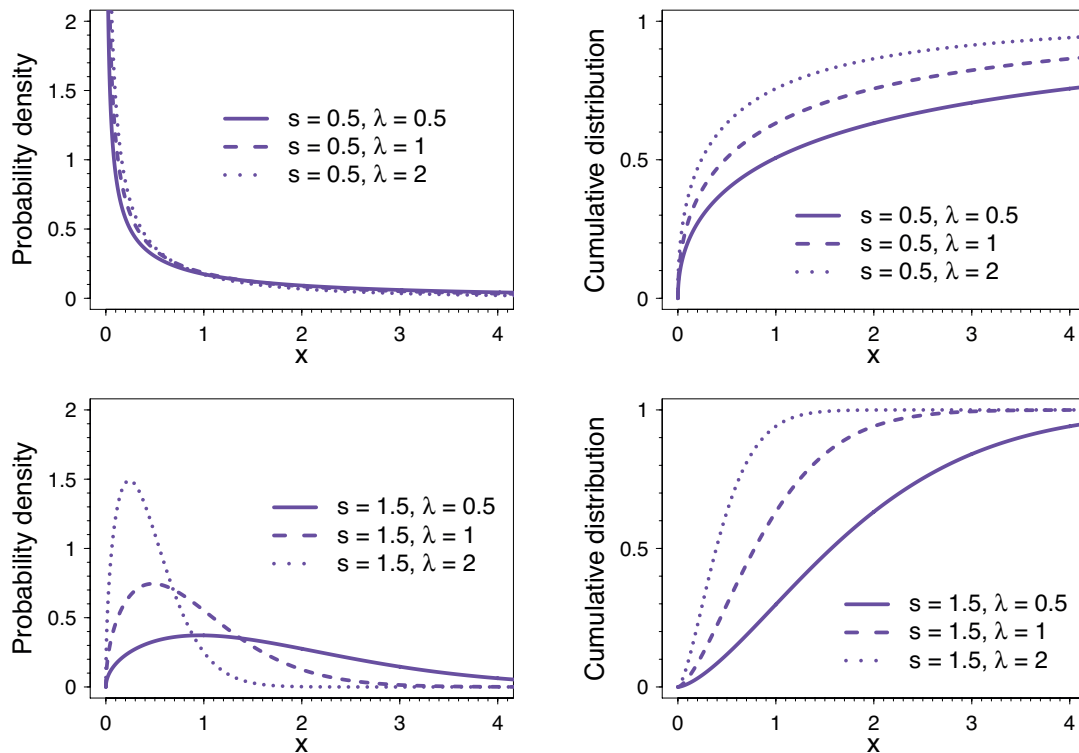 Probability density
2
1.5
1
0.5
0
s = 0.5, λ = 0.5
s = 0.5, λ = 1
s = 0.5, λ = 2
0 1 2 3 4
x
Cumulative distribution
1
0.5
0
s = 0.5, λ = 0.5
s = 0.5, λ = 1
s = 0.5, λ = 2
0 1 2 3 4
x
Probability density
2
1.5
1
0.5
0
s = 1.5, λ = 0.5
s = 1.5, λ = 1
s = 1.5, λ = 2
0 1 2 3 4
x
Cumulative distribution
1
0.5
0
s = 1.5, λ = 0.5
s = 1.5, λ = 1
s = 1.5, λ = 2
0 1 2 3 4
x